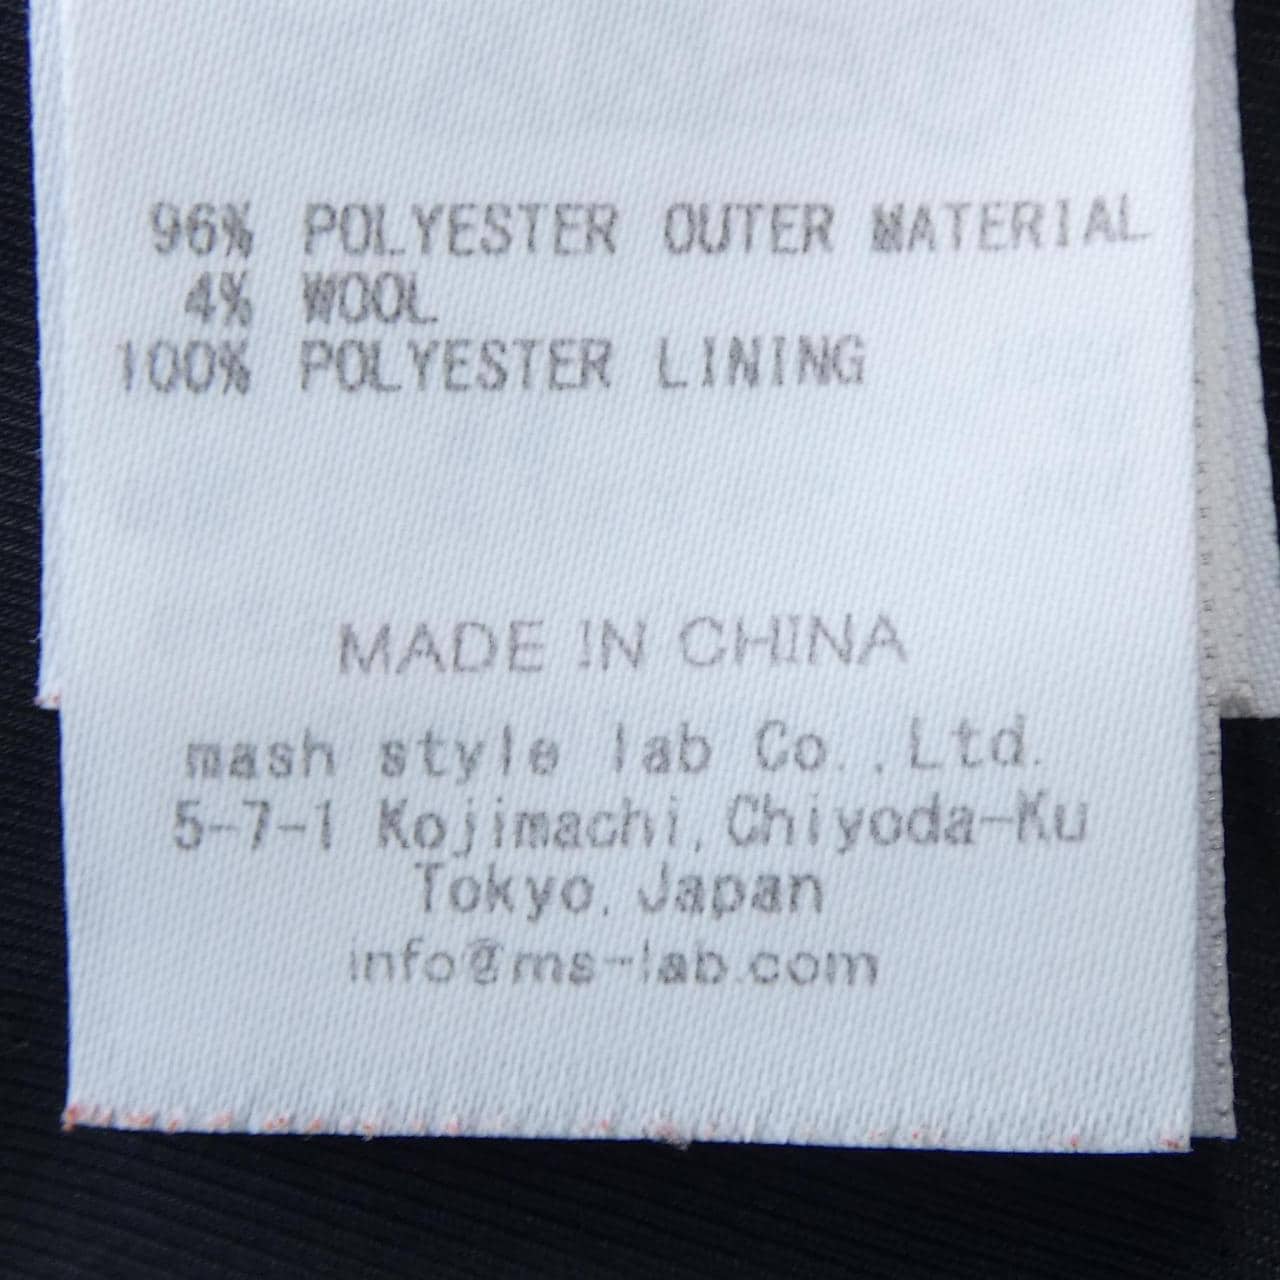 96% POLYESTER OUTER MATERIAL
4% WOOL
100% POLYESTER LINING
MADE IN CHINA
mash style lab Co.,Ltd.
5-7-1 Kojimachi, Chiyoda-Ku
Tokyo, Japan
info@ms-lab.com